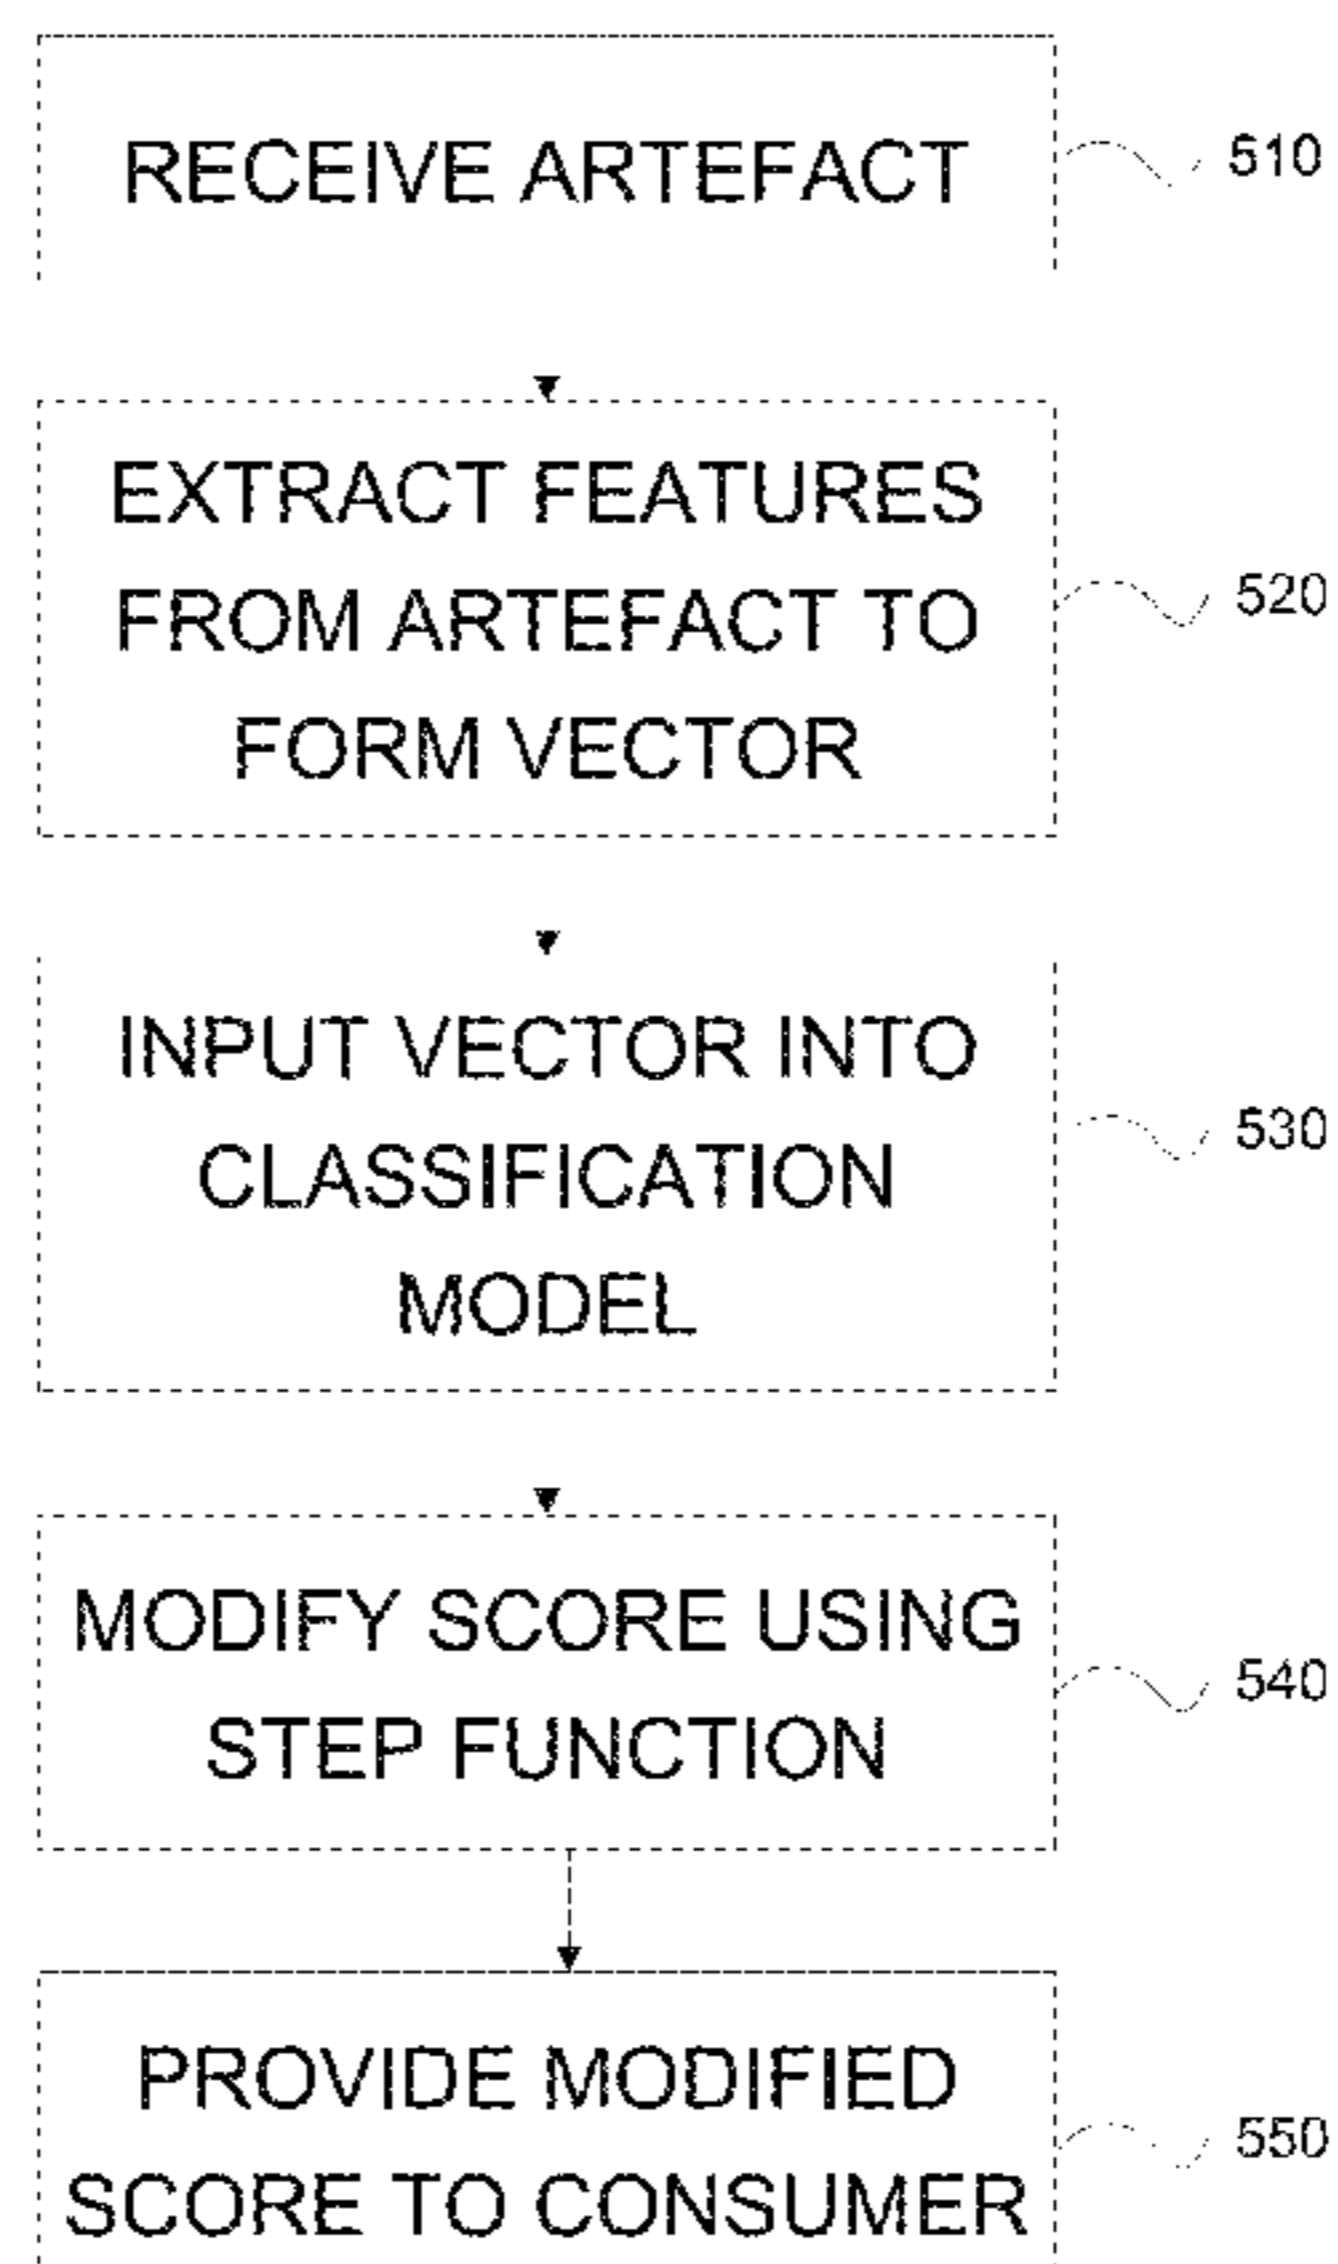 RECEIVE ARTEFACT
510
EXTRACT FEATURES
FROM ARTEFACT TO
FORM VECTOR
520
INPUT VECTOR INTO
CLASSIFICATION
MODEL
530
MODIFY SCORE USING
STEP FUNCTION
540
PROVIDE MODIFIED
SCORE TO CONSUMER
550